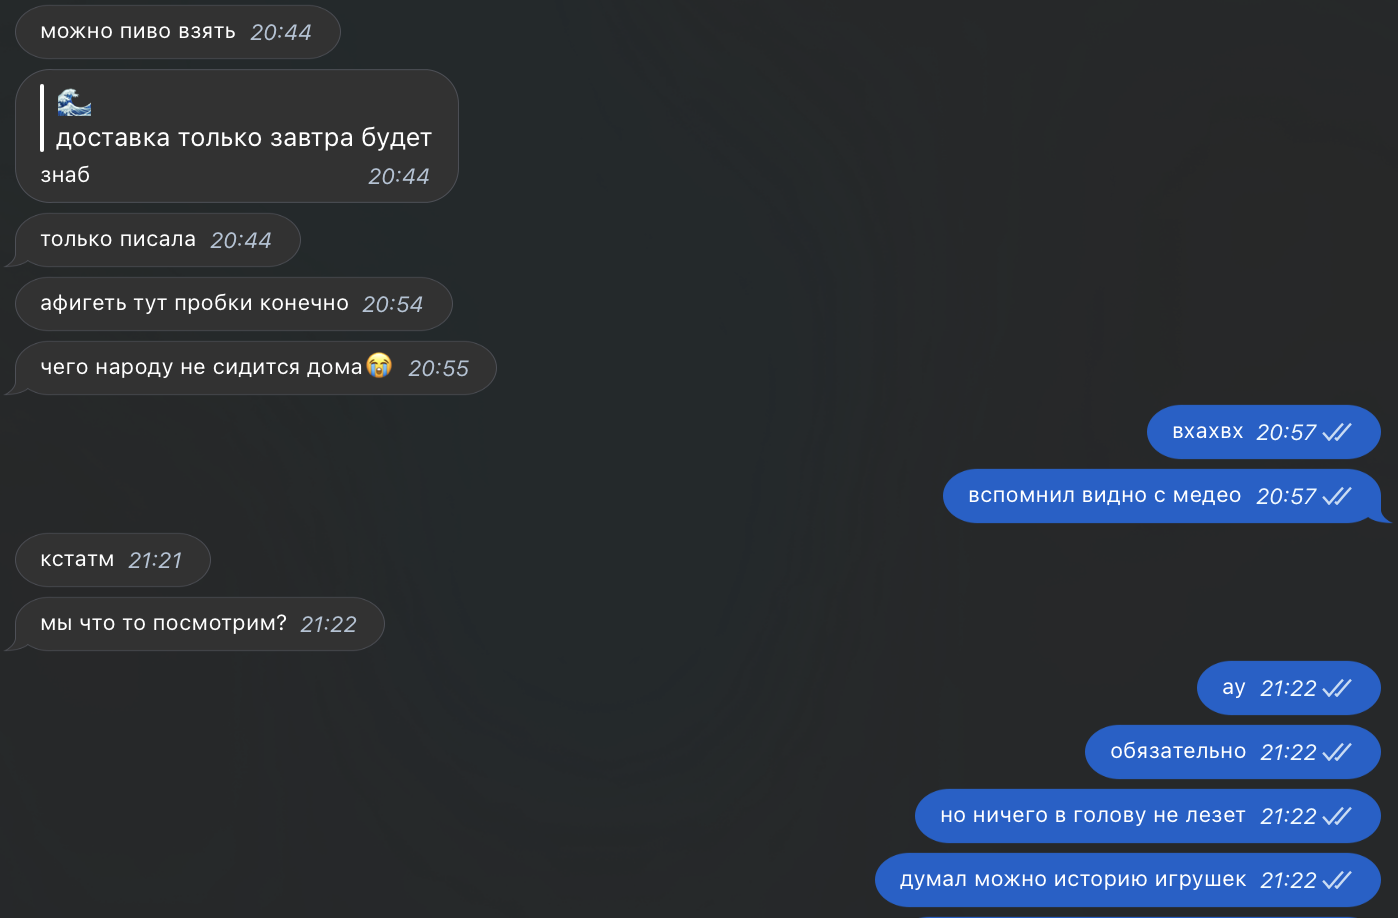 можно пиво взять 20:44
🌊
доставка только завтра будет
знаб 20:44
только писала 20:44
афигеть тут пробки конечно 20:54
чего народу не сидится дома😭 20:55
вхахвх 20:57
вспомнил видно с медео 20:57
кстатм 21:21
мы что то посмотрим? 21:22
ау 21:22
обязательно 21:22
но ничего в голову не лезет 21:22
думал можно историю игрушек 21:22